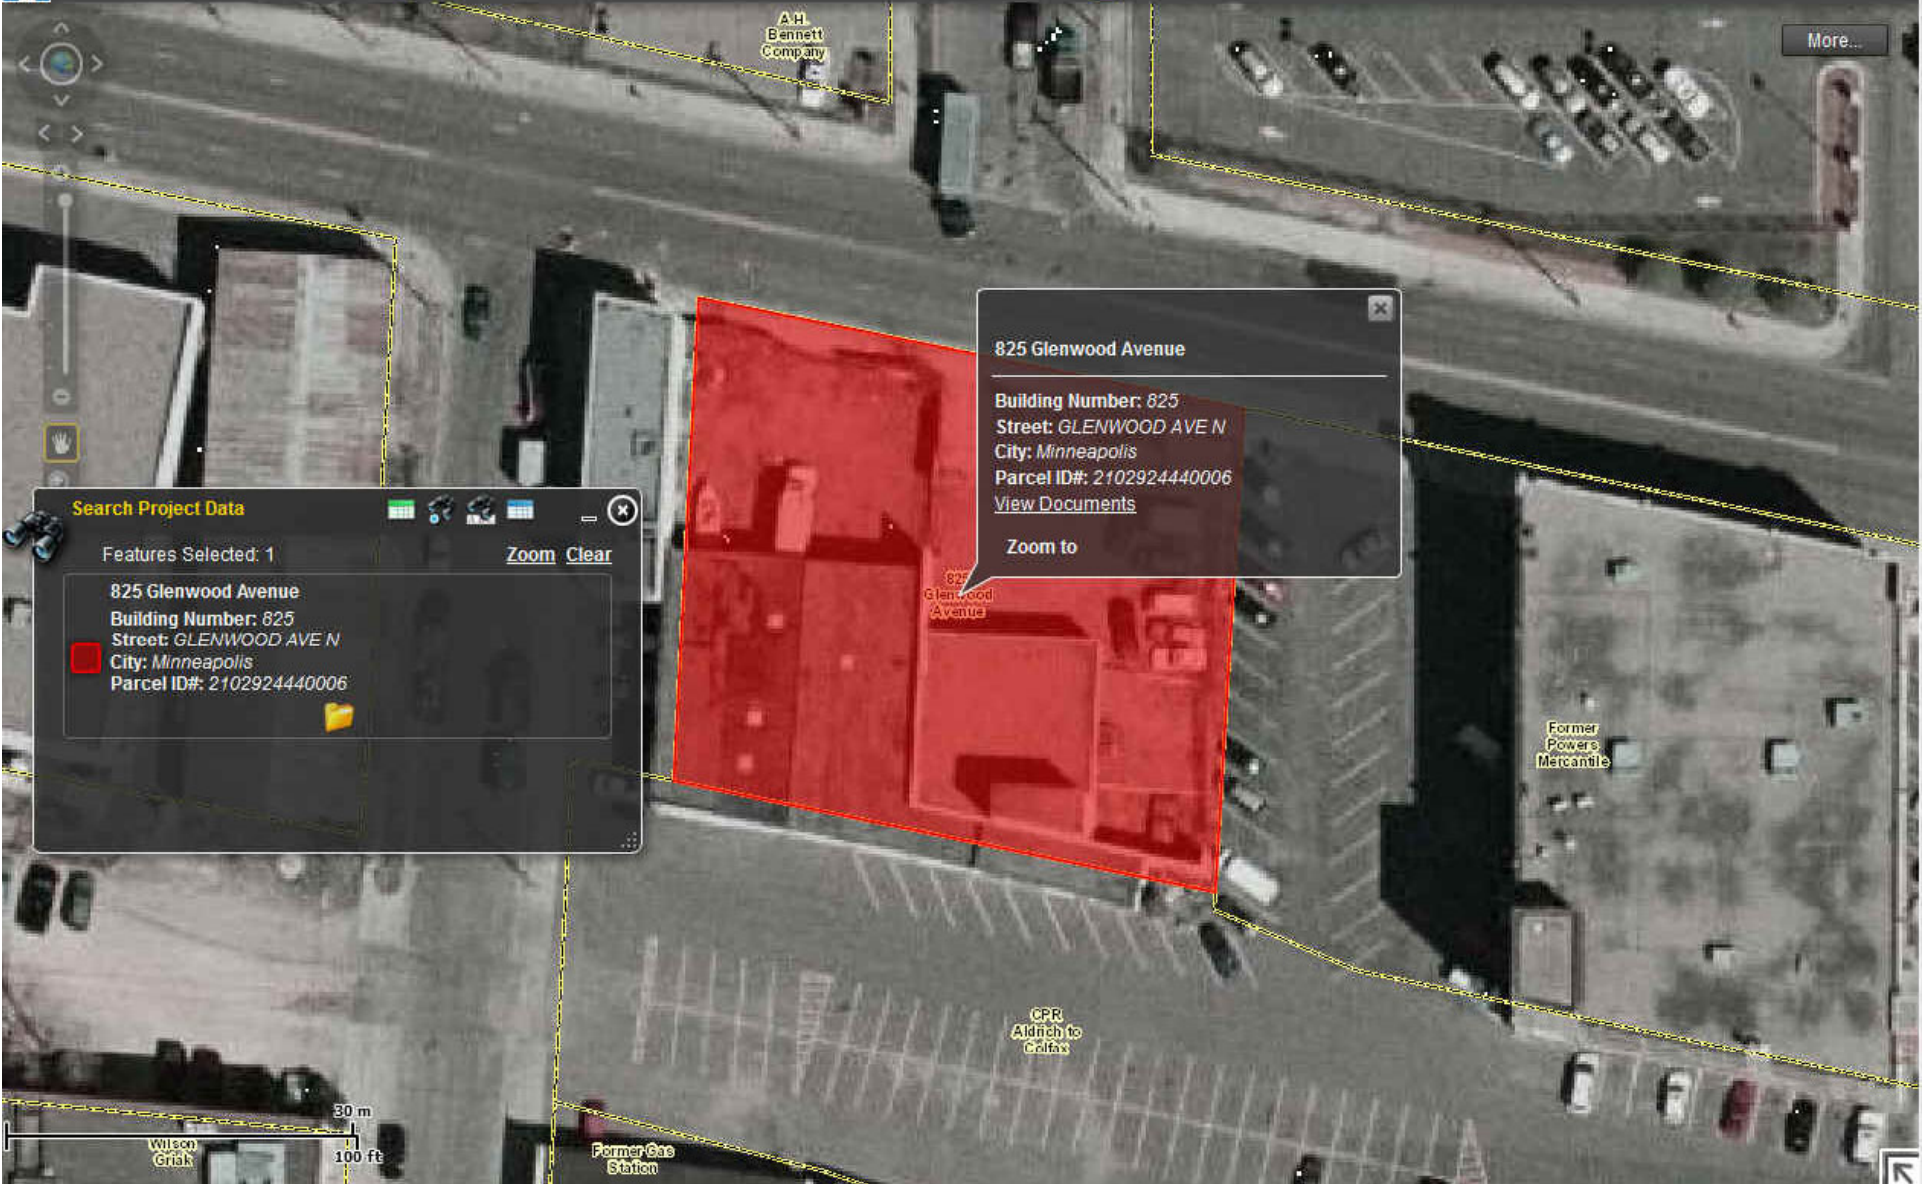 A.H.
Bennett
Company
More...
825 Glenwood Avenue
Building Number: 825
Street: GLENWOOD AVE N
City: Minneapolis
Parcel ID#: 2102924440006
View Documents
Zoom to
Search Project Data
Features Selected: 1
Zoom Clear
825 Glenwood Avenue
Building Number: 825
Street: GLENWOOD AVE N
City: Minneapolis
Parcel ID#: 2102924440006
825
Glenwood
Avenue
Former
Powers
Mercantile
CPR
Aldrich to
Colfax
30 m
100 ft
Wilson
Griak
Former Gas
Station